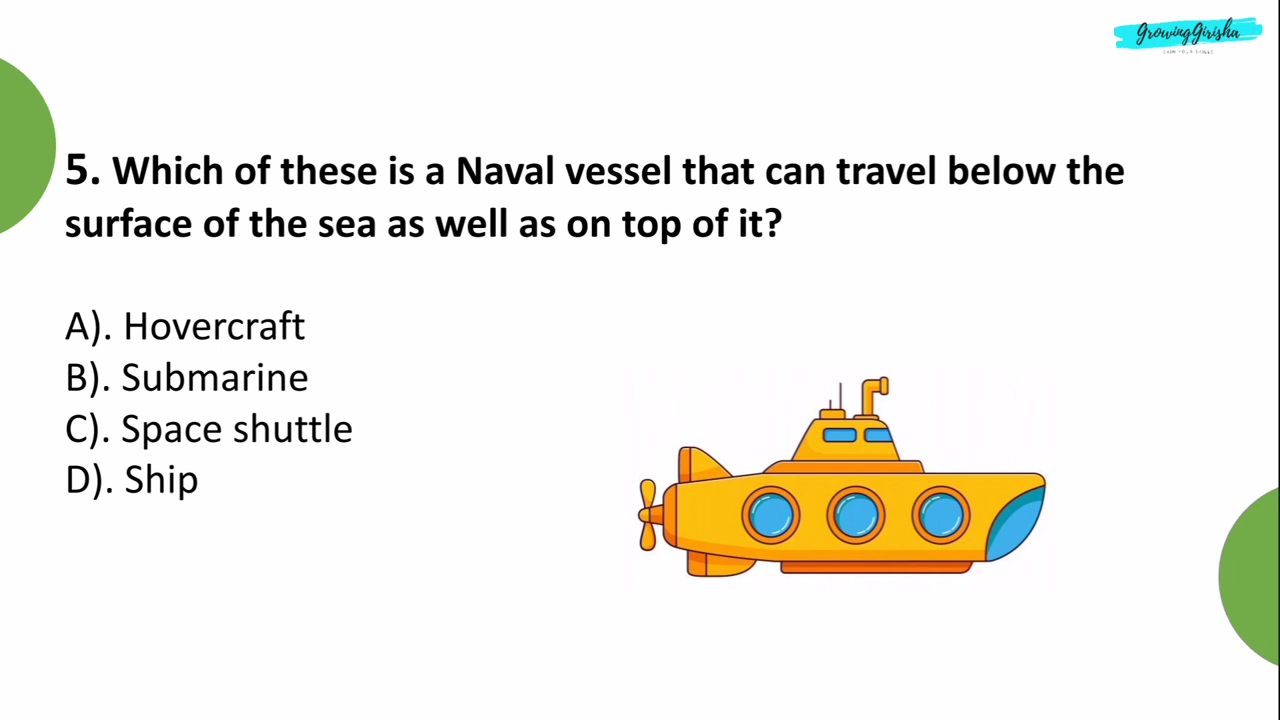 GrowingGirisha
5. Which of these is a Naval vessel that can travel below the
surface of the sea as well as on top of it?
A). Hovercraft
B). Submarine
C). Space shuttle
D). Ship